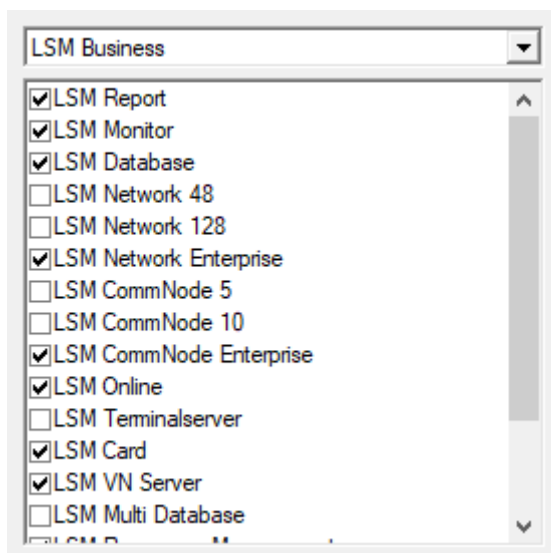 LSM Business
LSM Report
LSM Monitor
LSM Database
LSM Network 48
LSM Network 128
LSM Network Enterprise
LSM CommNode 5
LSM CommNode 10
LSM CommNode Enterprise
LSM Online
LSM Terminalserver
LSM Card
LSM VN Server
LSM Multi Database
LSM